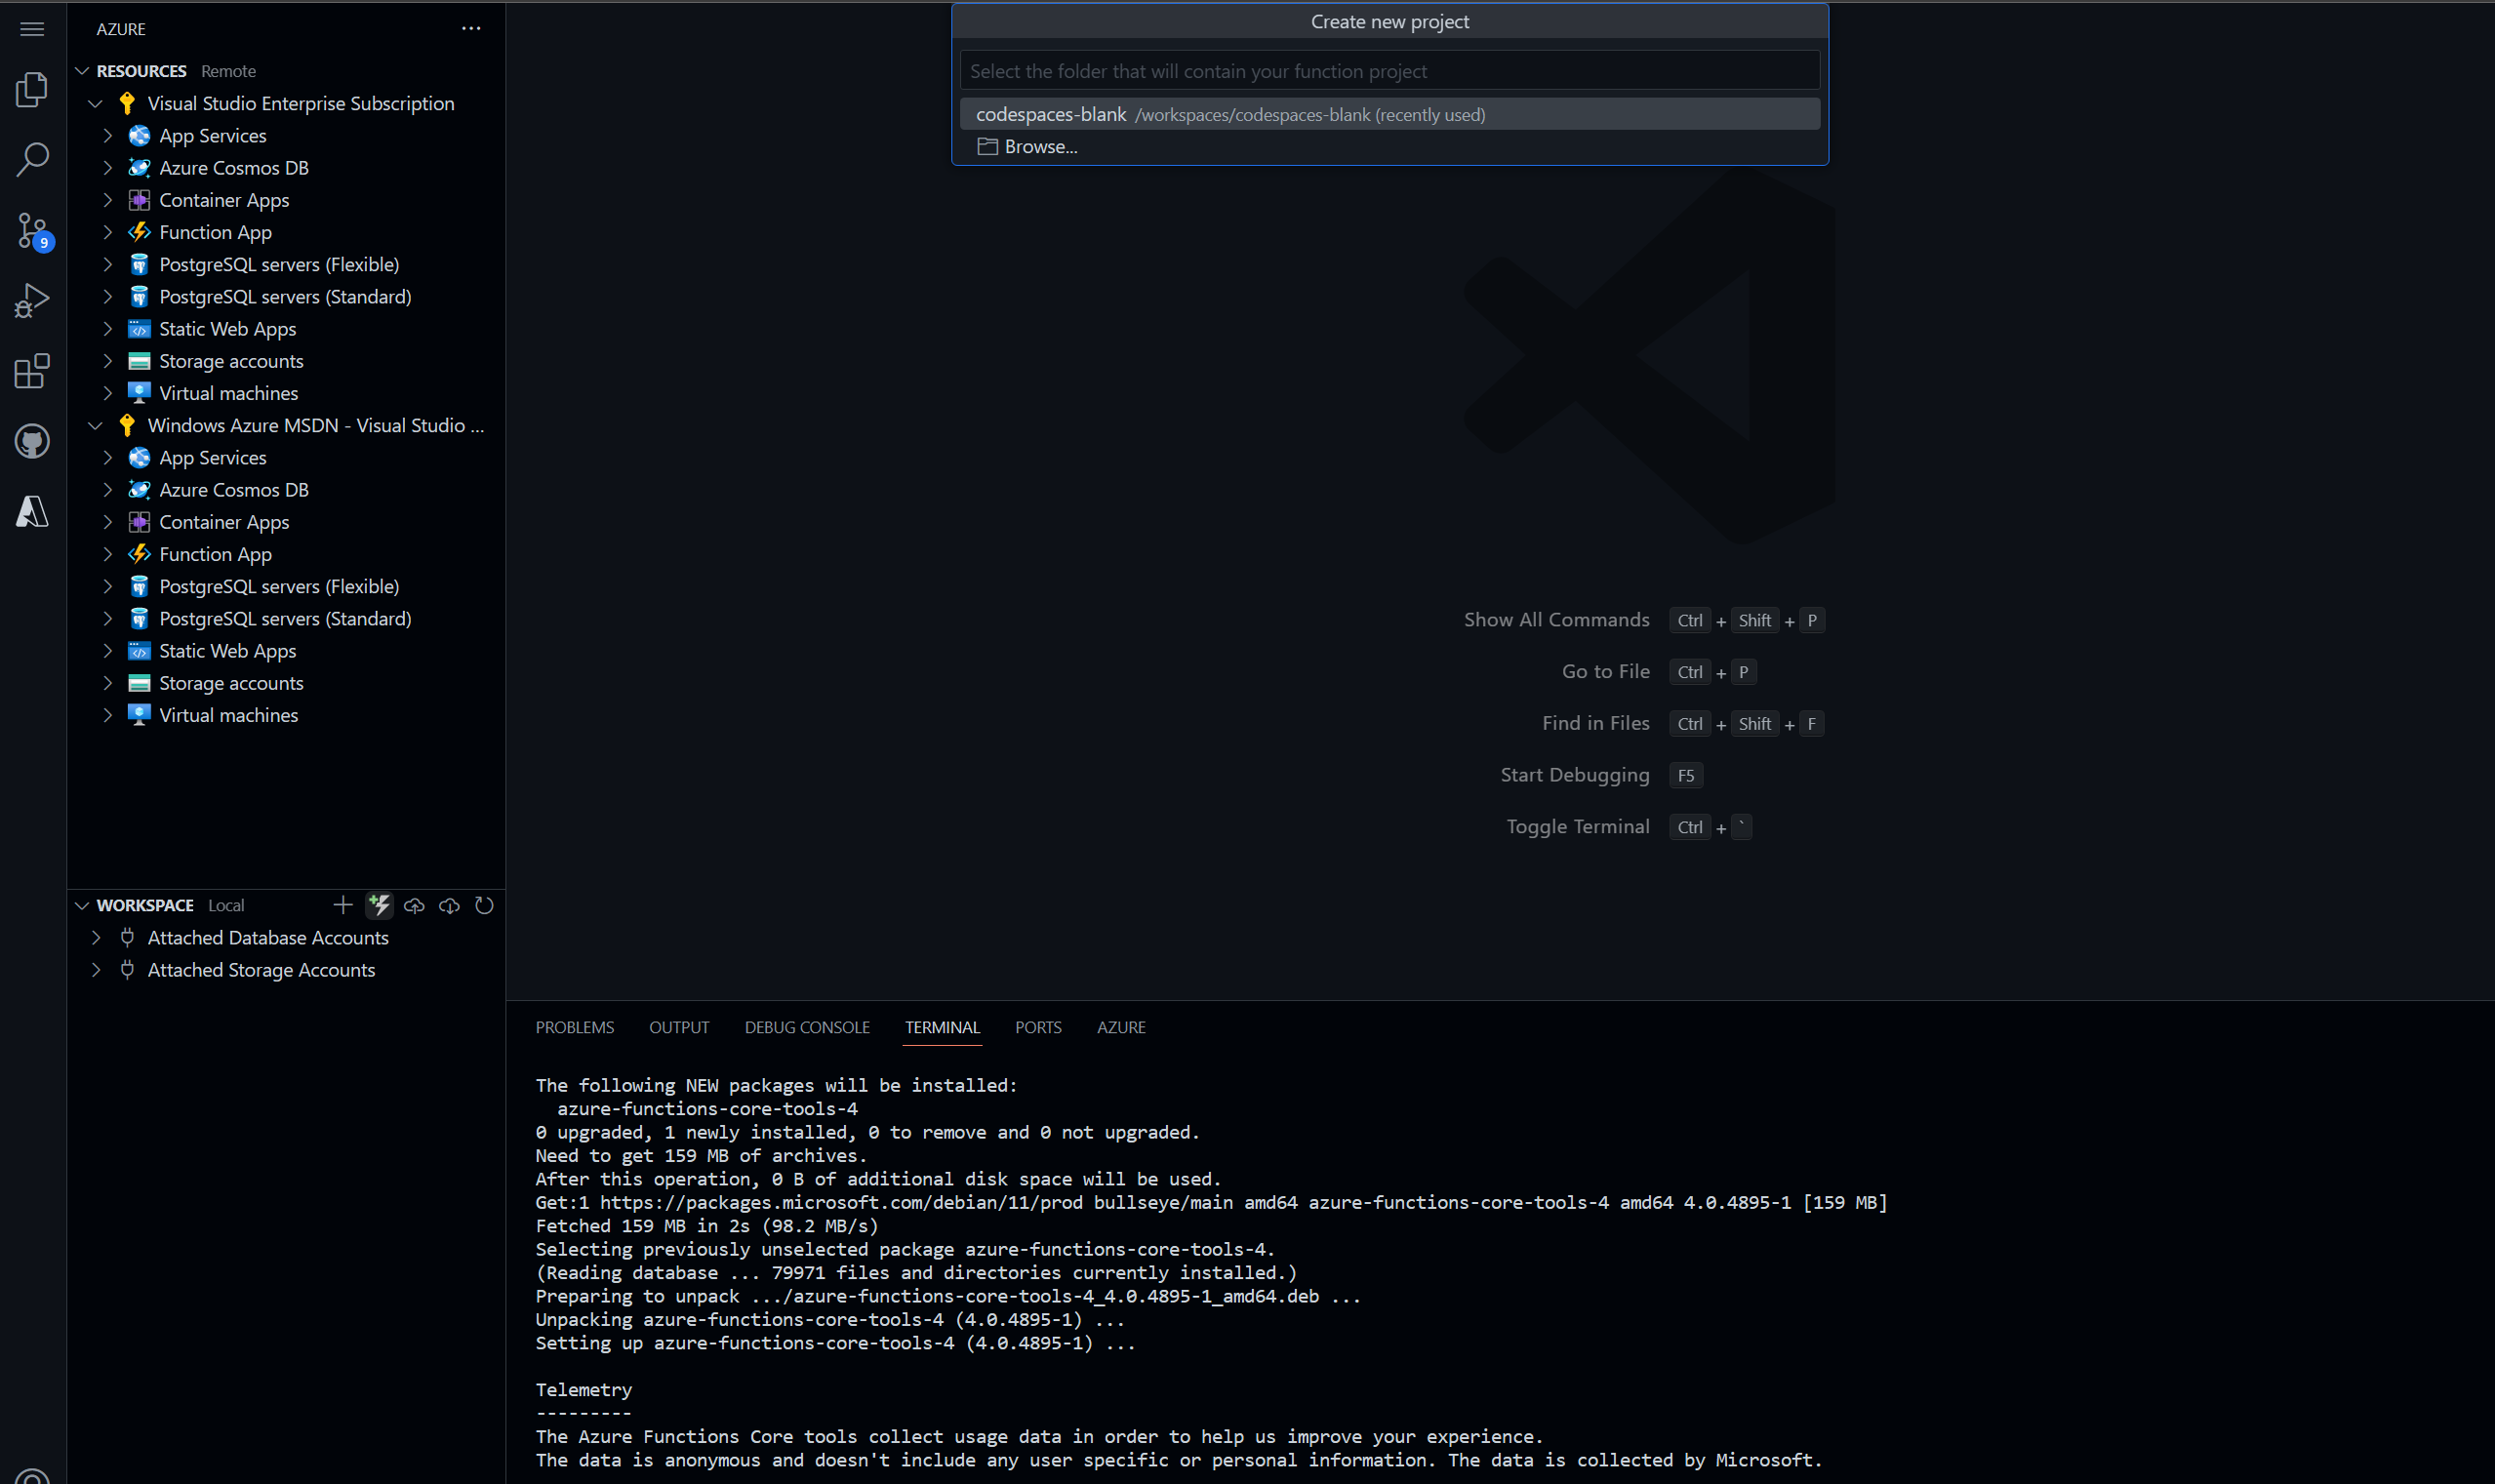 AZURE
RESOURCES Remote
Visual Studio Enterprise Subscription
App Services
Azure Cosmos DB
Container Apps
Function App
PostgreSQL servers (Flexible)
PostgreSQL servers (Standard)
Static Web Apps
Storage accounts
Virtual machines
Windows Azure MSDN - Visual Studio ...
App Services
Azure Cosmos DB
Container Apps
Function App
PostgreSQL servers (Flexible)
PostgreSQL servers (Standard)
Static Web Apps
Storage accounts
Virtual machines
9
WORKSPACE Local
Attached Database Accounts
Attached Storage Accounts
Create new project
Select the folder that will contain your function project
codespaces-blank /workspaces/codespaces-blank (recently used)
Browse...
Show All Commands Ctrl + Shift + P
Go to File Ctrl + P
Find in Files Ctrl + Shift + F
Start Debugging F5
Toggle Terminal Ctrl + `
PROBLEMS OUTPUT DEBUG CONSOLE TERMINAL PORTS AZURE
The following NEW packages will be installed:
azure-functions-core-tools-4
0 upgraded, 1 newly installed, 0 to remove and 0 not upgraded.
Need to get 159 MB of archives.
After this operation, 0 B of additional disk space will be used.
Get:1 https://packages.microsoft.com/debian/11/prod bullseye/main amd64 azure-functions-core-tools-4 amd64 4.0.4895-1 [159 MB]
Fetched 159 MB in 2s (98.2 MB/s)
Selecting previously unselected package azure-functions-core-tools-4.
(Reading database ... 79971 files and directories currently installed.)
Preparing to unpack .../azure-functions-core-tools-4_4.0.4895-1_amd64.deb ...
Unpacking azure-functions-core-tools-4 (4.0.4895-1) ...
Setting up azure-functions-core-tools-4 (4.0.4895-1) ...
Telemetry
---------
The Azure Functions Core tools collect usage data in order to help us improve your experience.
The data is anonymous and doesn't include any user specific or personal information. The data is collected by Microsoft.